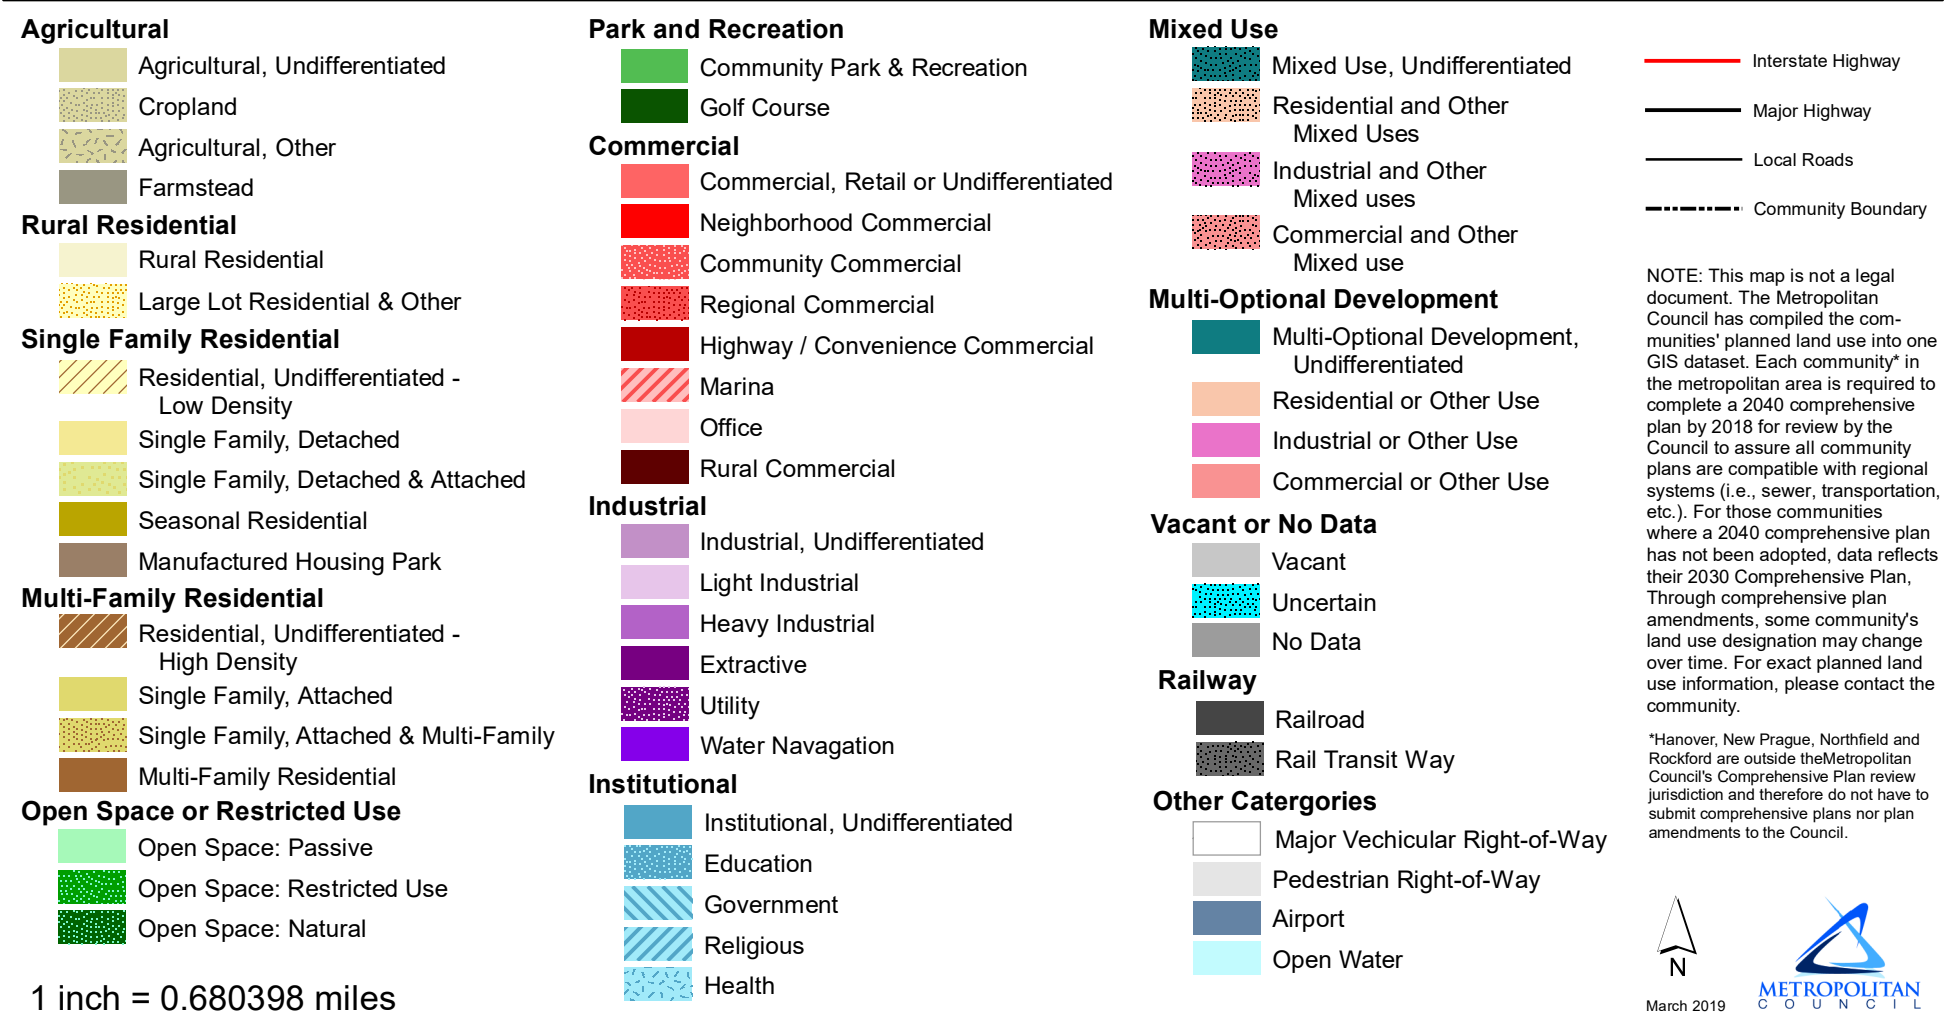 Agricultural
Agricultural, Undifferentiated
Cropland
Agricultural, Other
Farmstead
Rural Residential
Rural Residential
Large Lot Residential & Other
Single Family Residential
Residential, Undifferentiated -
Low Density
Single Family, Detached
Single Family, Detached & Attached
Seasonal Residential
Manufactured Housing Park
Multi-Family Residential
Residential, Undifferentiated -
High Density
Single Family, Attached
Single Family, Attached & Multi-Family
Multi-Family Residential
Open Space or Restricted Use
Open Space: Passive
Open Space: Restricted Use
Open Space: Natural
1 inch = 0.680398 miles
Park and Recreation
Community Park & Recreation
Golf Course
Commercial
Commercial, Retail or Undifferentiated
Neighborhood Commercial
Community Commercial
Regional Commercial
Highway / Convenience Commercial
Marina
Office
Rural Commercial
Industrial
Industrial, Undifferentiated
Light Industrial
Heavy Industrial
Extractive
Utility
Water Navagation
Institutional
Institutional, Undifferentiated
Education
Government
Religious
Health
Mixed Use
Mixed Use, Undifferentiated
Residential and Other
Mixed Uses
Industrial and Other
Mixed uses
Commercial and Other
Mixed use
Multi-Optional Development
Multi-Optional Development,
Undifferentiated
Residential or Other Use
Industrial or Other Use
Commercial or Other Use
Vacant or No Data
Vacant
Uncertain
No Data
Railway
Railroad
Rail Transit Way
Other Catergories
Major Vechicular Right-of-Way
Pedestrian Right-of-Way
Airport
Open Water
Interstate Highway
Major Highway
Local Roads
Community Boundary
NOTE: This map is not a legal
document. The Metropolitan
Council has compiled the com-
munities' planned land use into one
GIS dataset. Each community* in
the metropolitan area is required to
complete a 2040 comprehensive
plan by 2018 for review by the
Council to assure all community
plans are compatible with regional
systems (i.e., sewer, transportation,
etc.). For those communities
where a 2040 comprehensive plan
has not been adopted, data reflects
their 2030 Comprehensive Plan,
Through comprehensive plan
amendments, some community's
land use designation may change
over time. For exact planned land
use information, please contact the
community.
*Hanover, New Prague, Northfield and
Rockford are outside theMetropolitan
Council's Comprehensive Plan review
jurisdiction and therefore do not have to
submit comprehensive plans nor plan
amendments to the Council.
N
March 2019
METROPOLITAN
COUNCIL